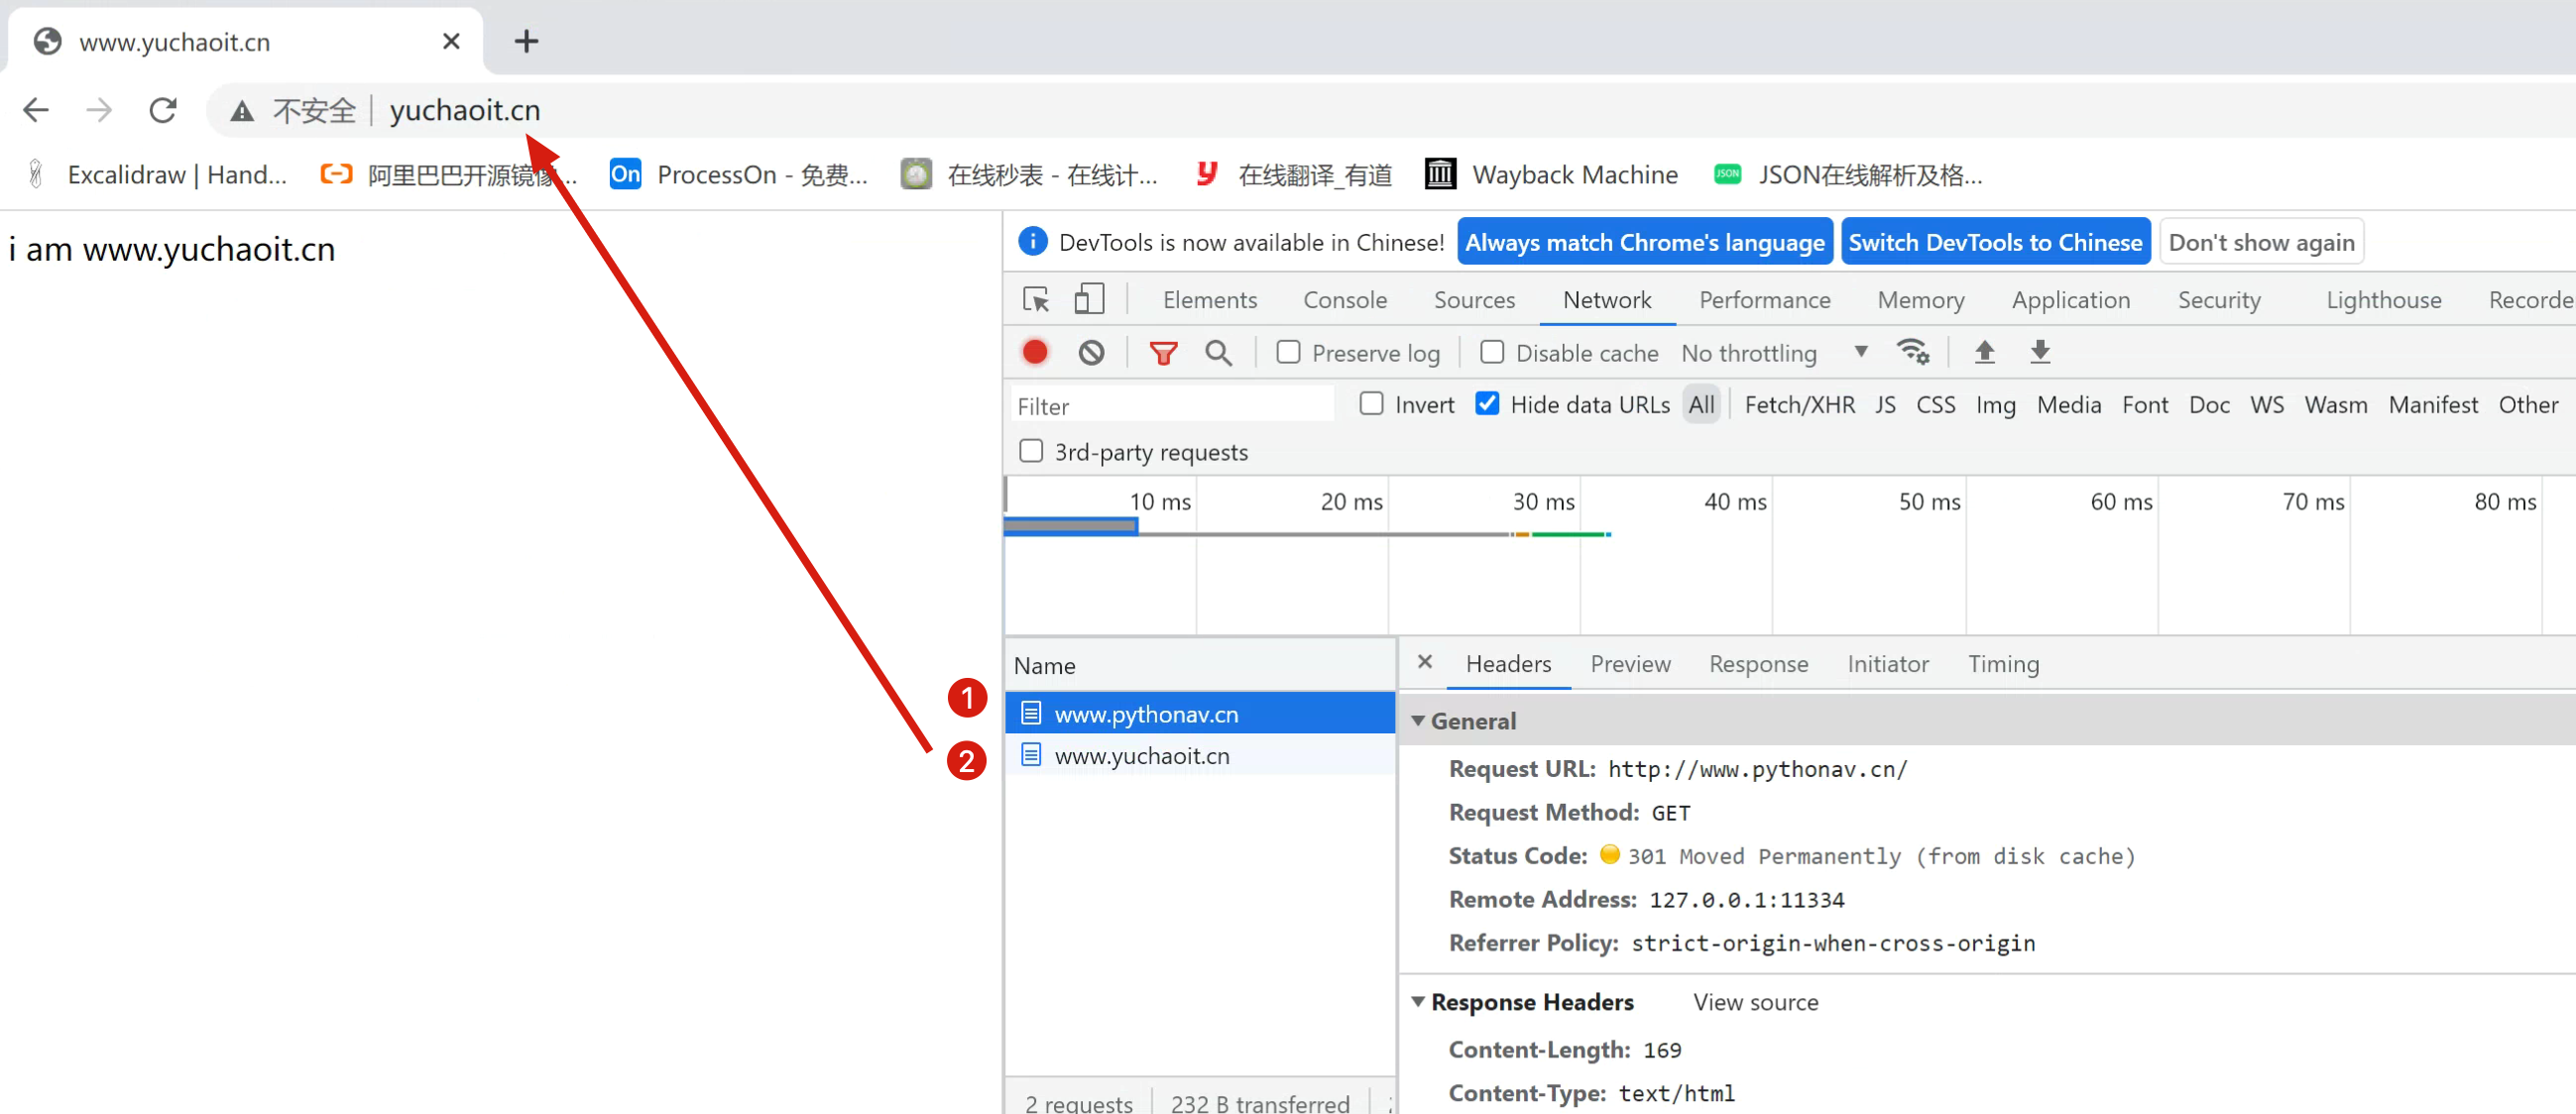 www.yuchaoit.cn
不安全 yuchaoit.cn
Excalidraw | Hand... 阿里巴巴开源镜像... On ProcessOn - 免费... 在线秒表 - 在线计... 在线翻译_有道 Wayback Machine JSON JSON在线解析及格...
i am www.yuchaoit.cn
DevTools is now available in Chinese! Always match Chrome's language Switch DevTools to Chinese Don't show again
Elements Console Sources Network Performance Memory Application Security Lighthouse Recorde
Preserve log Disable cache No throttling
Filter Invert Hide data URLs All Fetch/XHR JS CSS Img Media Font Doc WS Wasm Manifest Other
3rd-party requests
10 ms 20 ms 30 ms 40 ms 50 ms 60 ms 70 ms 80 ms
Name
1 www.pythonav.cn
2 www.yuchaoit.cn
2 requests 232 B transferred
Headers Preview Response Initiator Timing
General
Request URL: http://www.pythonav.cn/
Request Method: GET
Status Code: 301 Moved Permanently (from disk cache)
Remote Address: 127.0.0.1:11334
Referrer Policy: strict-origin-when-cross-origin
Response Headers View source
Content-Length: 169
Content-Type: text/html